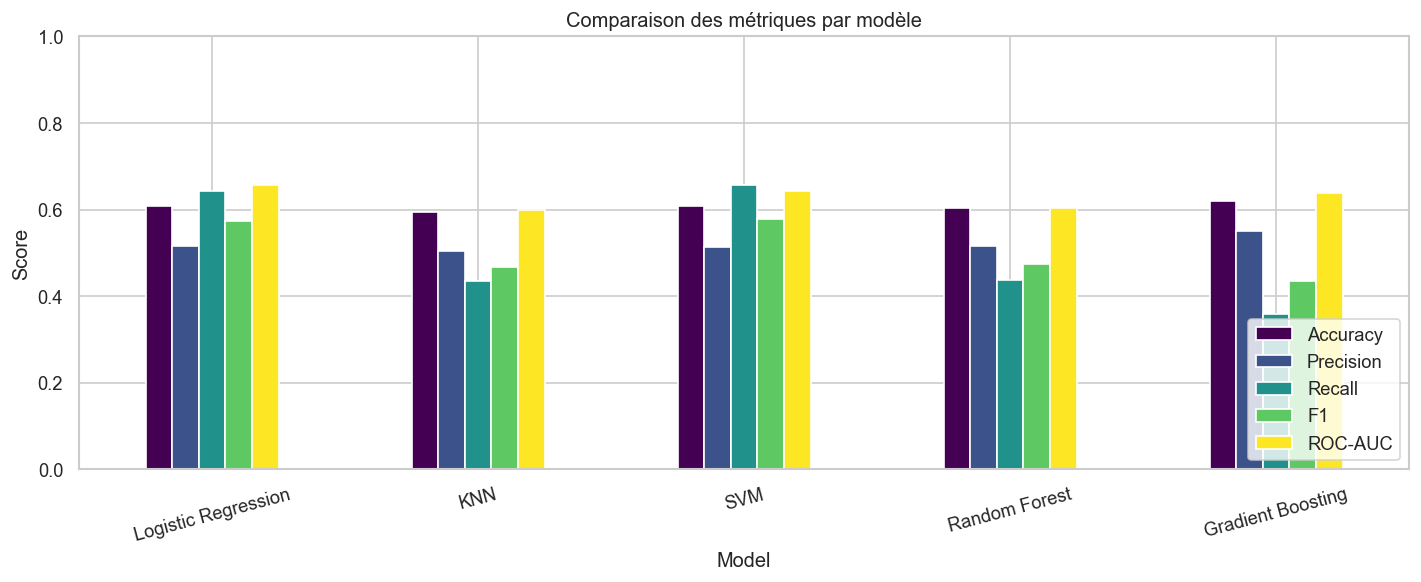 Comparaison des métriques par modèle
1.0
0.8
0.6
0.4
0.2
0.0
Score
Logistic Regression
KNN
SVM
Random Forest
Gradient Boosting
Model
Accuracy
Precision
Recall
F1
ROC-AUC